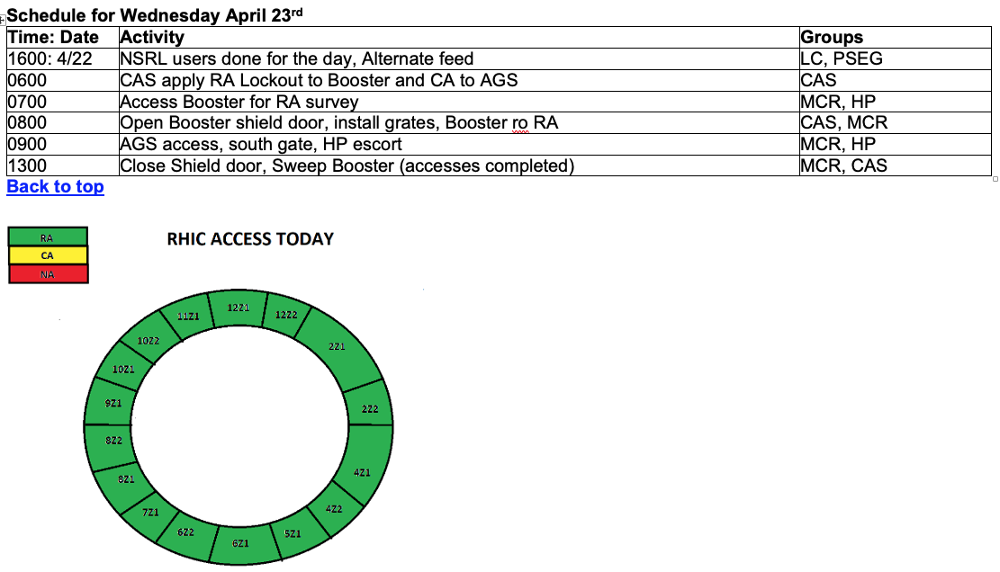 Schedule for Wednesday April 23rd
Time: Date Activity Groups
1600: 4/22 NSRL users done for the day, Alternate feed LC, PSEG
0600 CAS apply RA Lockout to Booster and CA to AGS CAS
0700 Access Booster for RA survey MCR, HP
0800 Open Booster shield door, install grates, Booster ro RA CAS, MCR
0900 AGS access, south gate, HP escort MCR, HP
1300 Close Shield door, Sweep Booster (accesses completed) MCR, CAS
Back to top
RA
CA
NA
RHIC ACCESS TODAY
12Z1
12Z2
11Z1
2Z1
10Z2
10Z1
9Z1
2Z2
8Z2
4Z1
8Z1
4Z2
7Z1
6Z2
5Z1
6Z1